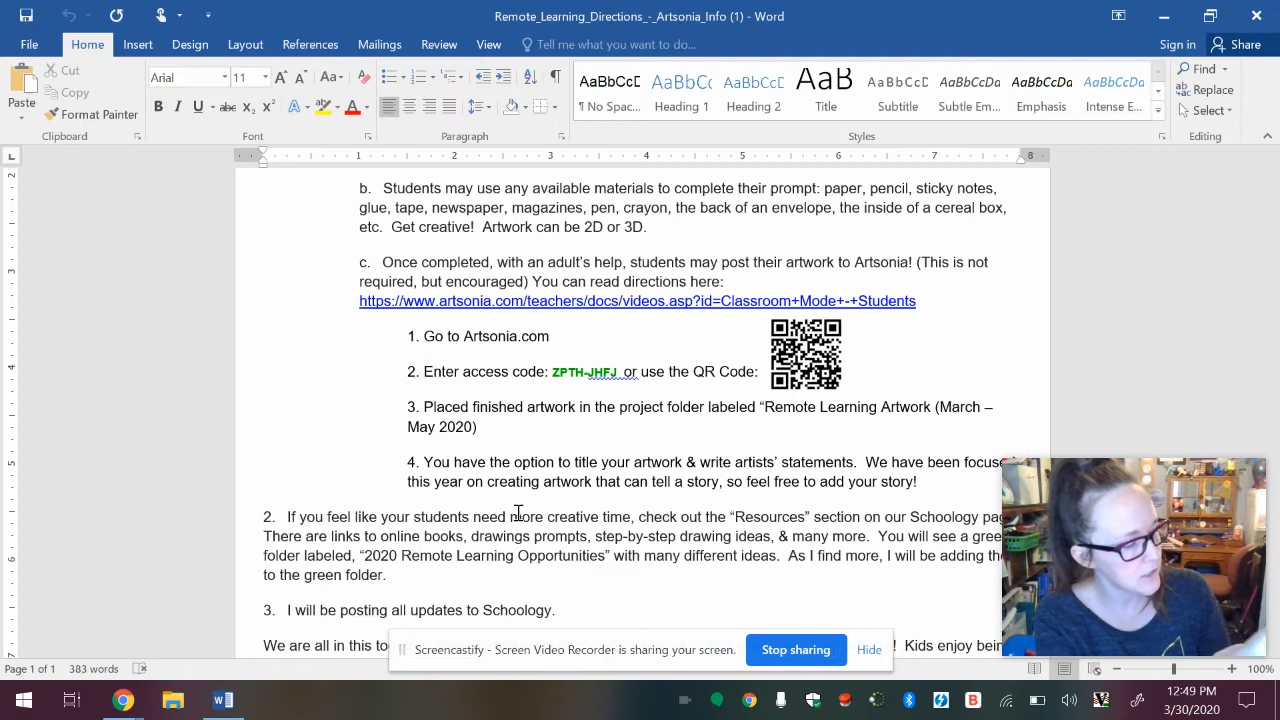 Remote_Learning_Directions_-_Artsonia_Info (1) - Word
File Home Insert Design Layout References Mailings Review View Tell me what you want to do... Sign in Share
Paste
Cut
Copy
Format Painter
Clipboard
Arial 11
Font
Paragraph
AaBbCcDc AaBbCc AaBbCcD AaB AaBbCcD AaBbCcDa AaBbCcDa AaBbCcDa
¶ No Spac... Heading 1 Heading 2 Title Subtitle Subtle Em... Emphasis Intense E...
Styles
Find
Replace
Select
Editing
1 2 3 4 5 6 7 8
b. Students may use any available materials to complete their prompt: paper, pencil, sticky notes,
glue, tape, newspaper, magazines, pen, crayon, the back of an envelope, the inside of a cereal box,
etc. Get creative! Artwork can be 2D or 3D.
c. Once completed, with an adult’s help, students may post their artwork to Artsonia! (This is not
required, but encouraged) You can read directions here:
https://www.artsonia.com/teachers/docs/videos.asp?id=Classroom+Mode+-+Students
1. Go to Artsonia.com
2. Enter access code: ZPTH-JHFJ or use the QR Code:
3. Placed finished artwork in the project folder labeled “Remote Learning Artwork (March –
May 2020)
4. You have the option to title your artwork & write artists’ statements. We have been focuse
this year on creating artwork that can tell a story, so feel free to add your story!
2. If you feel like your students need more creative time, check out the “Resources” section on our Schoology pag
There are links to online books, drawings prompts, step-by-step drawing ideas, & many more. You will see a gree
folder labeled, “2020 Remote Learning Opportunities” with many different ideas. As I find more, I will be adding the
to the green folder.
3. I will be posting all updates to Schoology.
We are all in this to ! Kids enjoy bein
Screencastify - Screen Video Recorder is sharing your screen. Stop sharing Hide
Page 1 of 1 383 words 100%
12:49 PM
3/30/2020